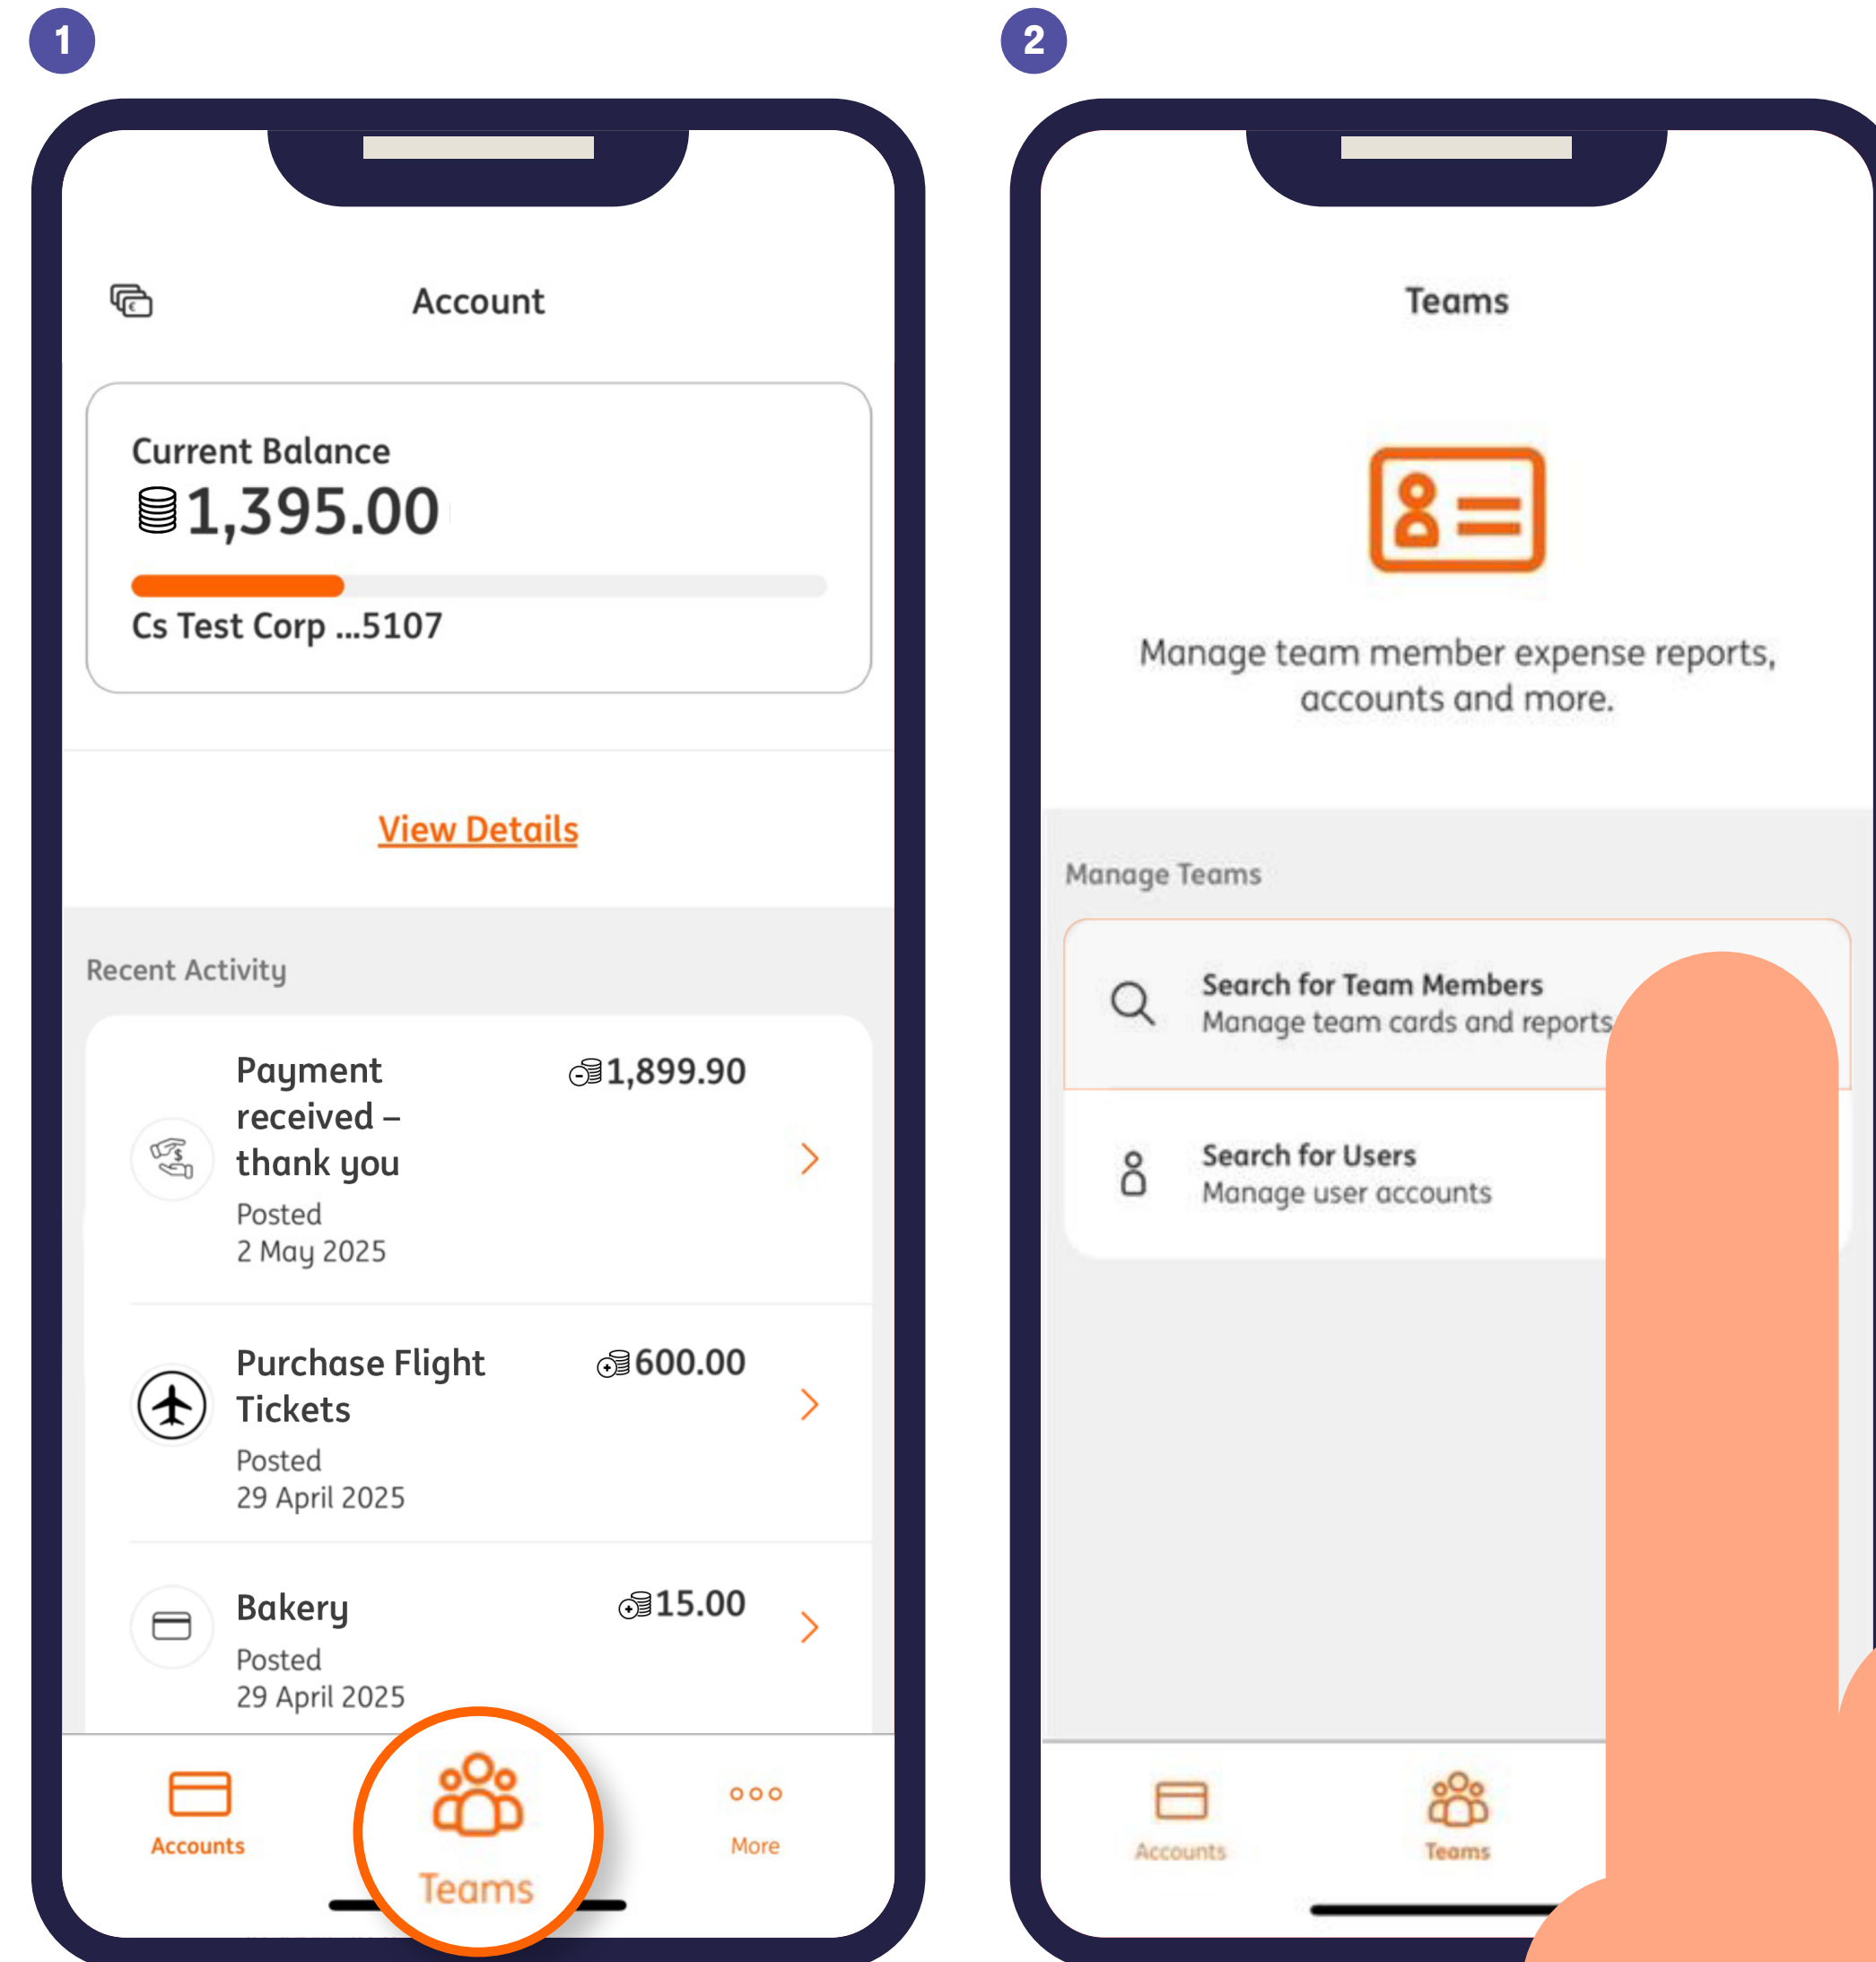 1
Account
Current Balance
1,395.00
Cs Test Corp ...5107
View Details
Recent Activity
Payment
received –
thank you
1,899.90
Posted
2 May 2025
Purchase Flight
Tickets
600.00
Posted
29 April 2025
Bakery
15.00
Posted
29 April 2025
Accounts
Teams
More
2
Teams
Manage team member expense reports,
accounts and more.
Manage Teams
Search for Team Members
Manage team cards and reports
Search for Users
Manage user accounts
Accounts
Teams